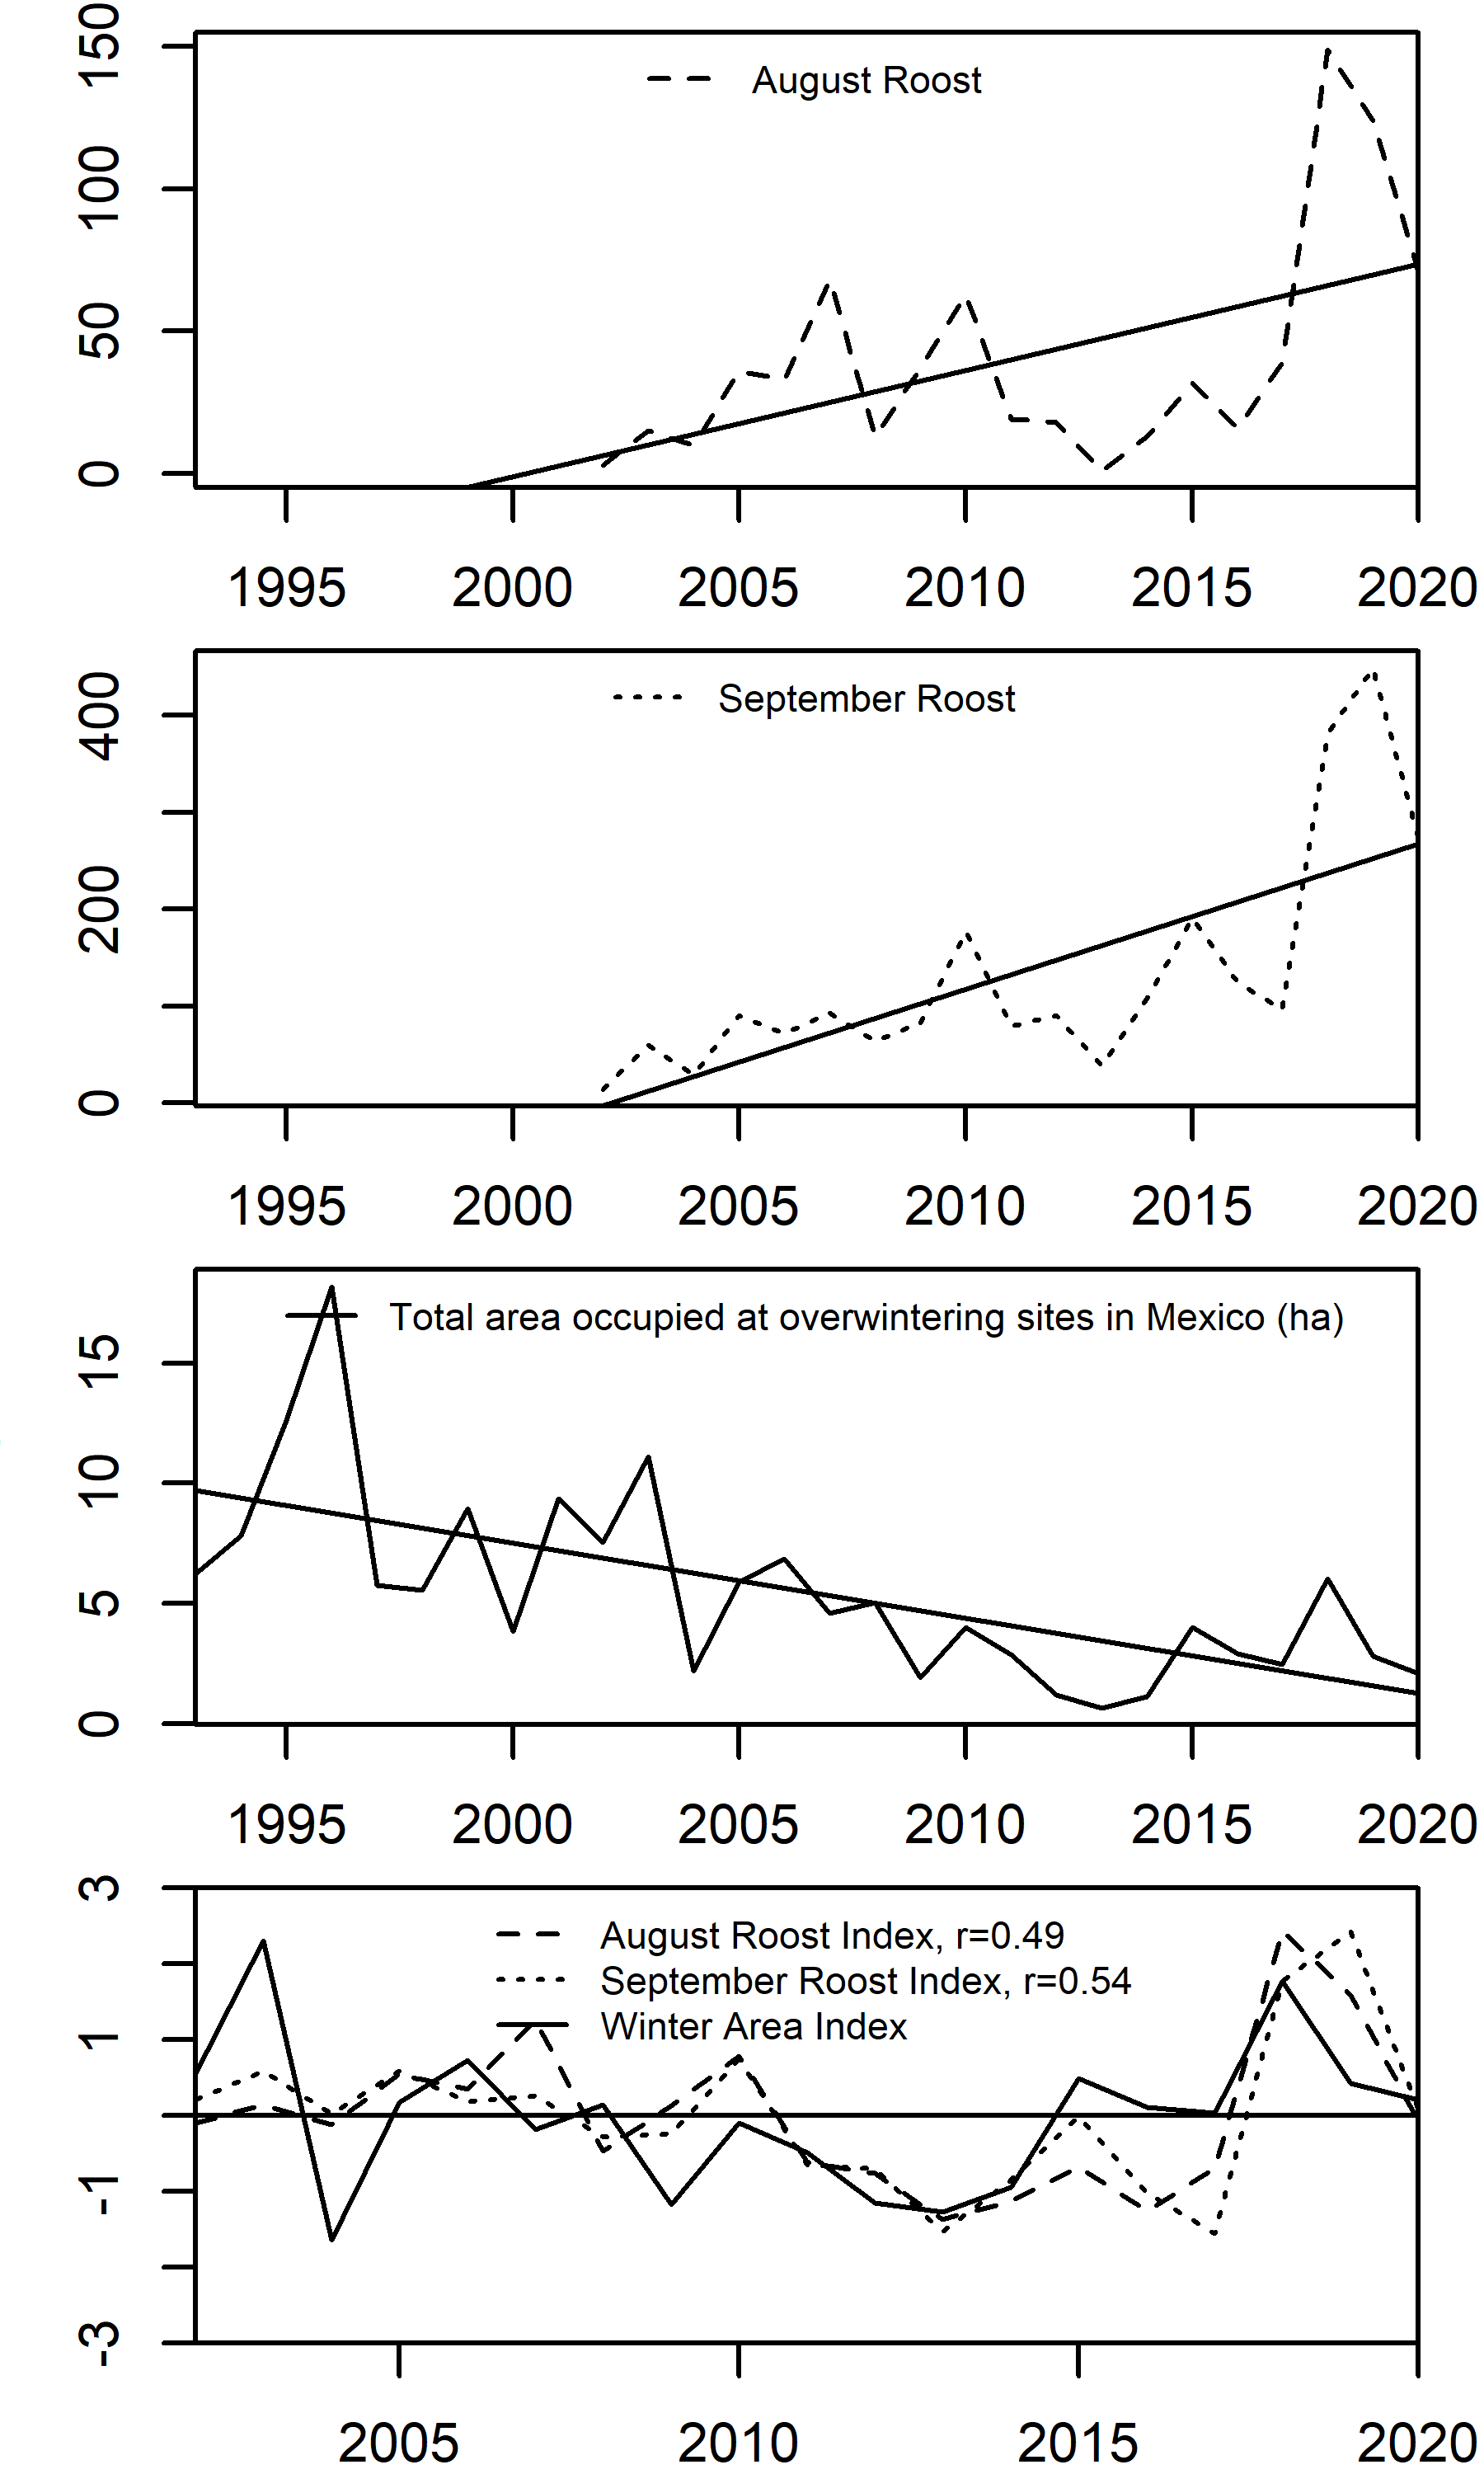 August Roost
150
100
50
0
1995 2000 2005 2010 2015 2020
September Roost
400
200
0
1995 2000 2005 2010 2015 2020
Total area occupied at overwintering sites in Mexico (ha)
15
10
5
0
1995 2000 2005 2010 2015 2020
3
August Roost Index, r=0.49
September Roost Index, r=0.54
Winter Area Index
1
-1
-3
2005 2010 2015 2020